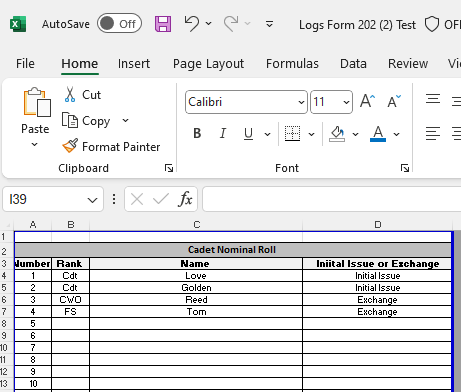 AutoSave Off Logs Form 202 (2) Test
File Home Insert Page Layout Formulas Data Review
Cut
Copy
Paste
Format Painter
Clipboard
Calibri 11
B I U A
Font
I39 fx
A B C D
1
2 Cadet Nominal Roll
3 Number Rank Name Iniital Issue or Exchange
4 1 Cdt Love Initial Issue
5 2 Cdt Golden Initial Issue
6 3 CWO Reed Exchange
7 4 FS Tom Exchange
8 5
9 6
10 7
11 8
12 9
13 10